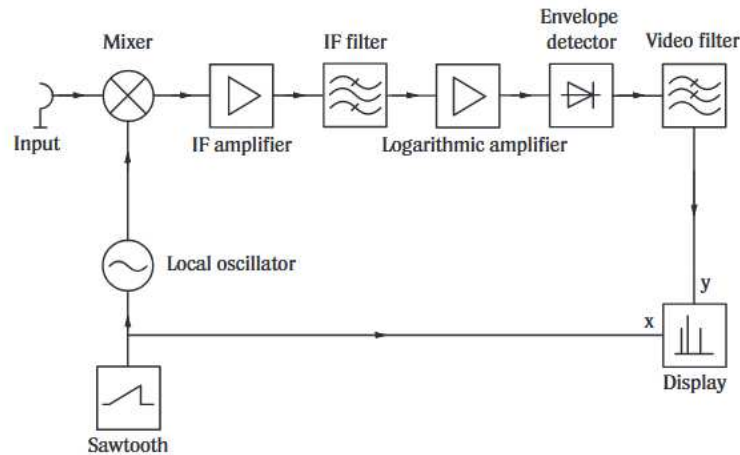 Mixer
IF filter
Envelope
detector
Video filter
Input
IF amplifier
Logarithmic amplifier
Local oscillator
y
x
Display
Sawtooth